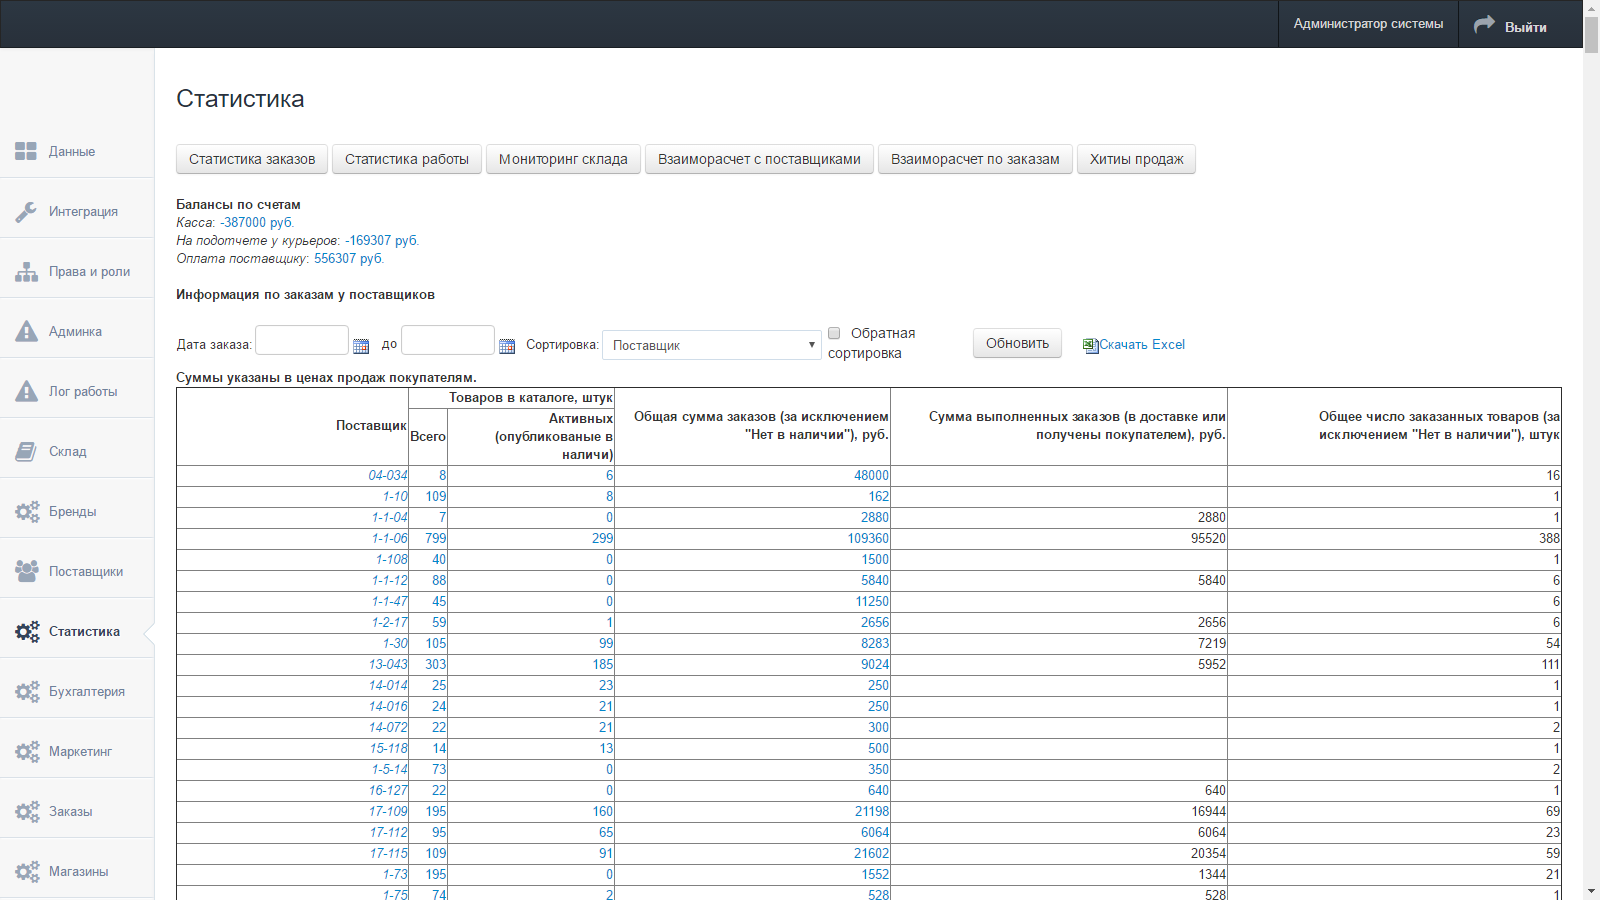 Администратор системы
Выйти
Статистика
Данные
Интеграция
Права и роли
Админка
Лог работы
Склад
Бренды
Поставщики
Статистика
Бухгалтерия
Маркетинг
Заказы
Магазины
Статистика заказов
Статистика работы
Мониторинг склада
Взаиморасчет с поставщиками
Взаиморасчет по заказам
Хитиы продаж
Балансы по счетам
Касса: -387000 руб.
На подотчете у курьеров: -169307 руб.
Оплата поставщику: 556307 руб.
Информация по заказам у поставщиков
Дата заказа: до Сортировка: Поставщик
Обратная
сортировка
Обновить
Скачать Excel
Суммы указаны в ценах продаж покупателям.
Поставщик
Товаров в каталоге, штук
Всего
Активных
(опубликованые в
наличи)
Общая сумма заказов (за исключением
"Нет в наличии"), руб.
Сумма выполненных заказов (в доставке или
получены покупателем), руб.
Общее число заказанных товаров (за
исключением "Нет в наличии"), штук
04-034 8 6 48000 16
1-10 109 8 162 1
1-1-04 7 0 2880 2880 1
1-1-06 799 299 109360 95520 388
1-108 40 0 1500 1
1-1-12 88 0 5840 5840 6
1-1-47 45 0 11250 6
1-2-17 59 1 2656 2656 6
1-30 105 99 8283 7219 54
13-043 303 185 9024 5952 111
14-014 25 23 250 1
14-016 24 21 250 1
14-072 22 21 300 2
15-118 14 13 500 1
1-5-14 73 0 350 2
16-127 22 0 640 640 1
17-109 195 160 21198 16944 69
17-112 95 65 6064 6064 23
17-115 109 91 21602 20354 59
1-73 195 0 1552 1344 21
1-75 74 2 528 528 1